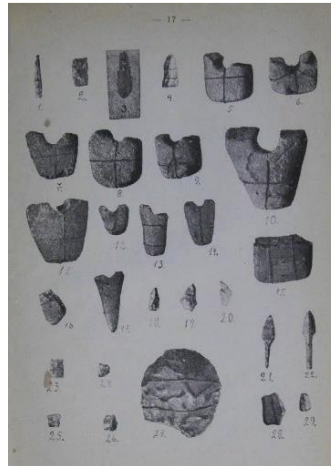 — 17 —
1. 2. 3. 4. 5. 6.
7. 8. 9. 10.
11. 12. 13. 14. 15.
16. 17. 18. 19. 20.
21. 22.
23. 24.
25. 26. 27. 28. 29.